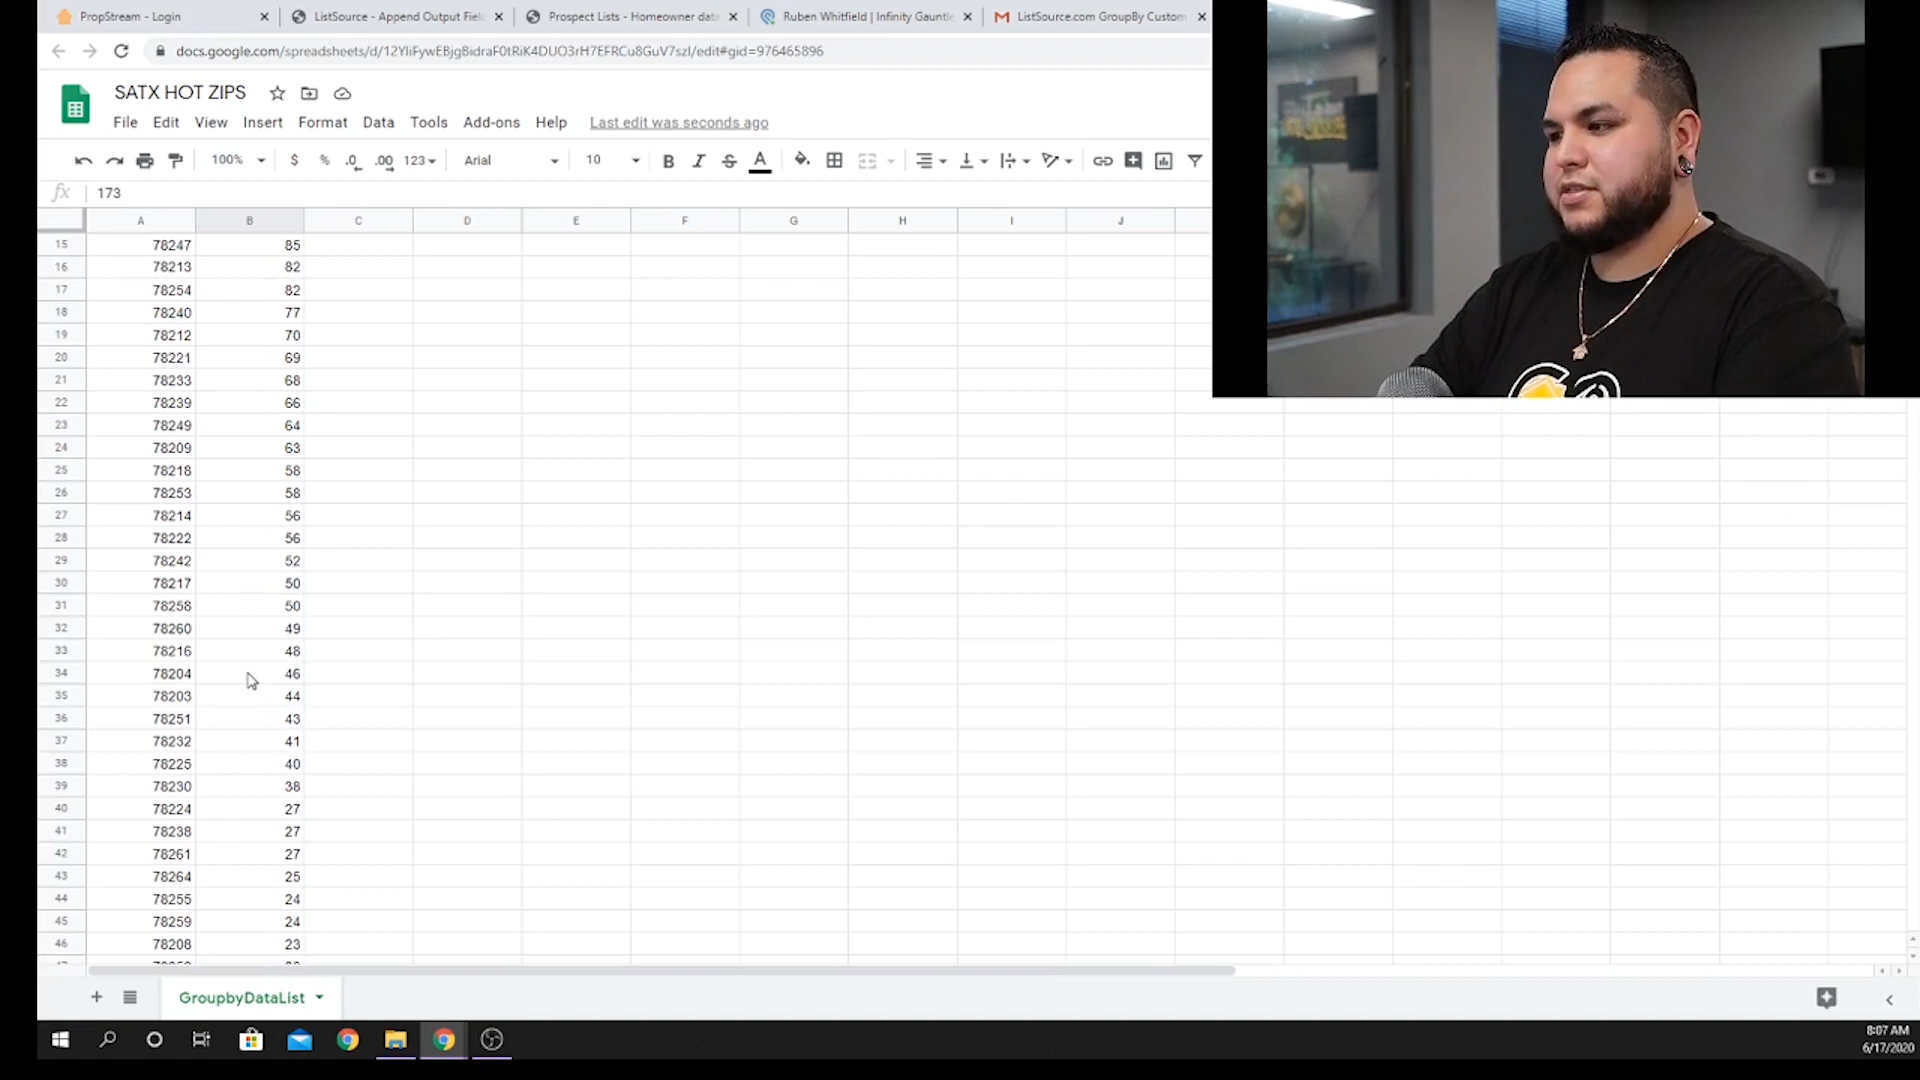 PropStream - Login
ListSource - Append Output Fiel
Prospect Lists - Homeowner data
Ruben Whitfield | Infinity Gauntle
ListSource.com GroupBy Custom
docs.google.com/spreadsheets/d/12YIiFywEBjgBidraF0tRiK4DUO3rH7EFRCu8GuV7szI/edit#gid=976465896
SATX HOT ZIPS
File Edit View Insert Format Data Tools Add-ons Help Last edit was seconds ago
100% $ % .0 .00 123 Arial 10 B I S A
fx 173
A B C D E F G H I J
15 78247 85
16 78213 82
17 78254 82
18 78240 77
19 78212 70
20 78221 69
21 78233 68
22 78239 66
23 78249 64
24 78209 63
25 78218 58
26 78253 58
27 78214 56
28 78222 56
29 78242 52
30 78217 50
31 78258 50
32 78260 49
33 78216 48
34 78204 46
35 78203 44
36 78251 43
37 78232 41
38 78225 40
39 78230 38
40 78224 27
41 78238 27
42 78261 27
43 78264 25
44 78255 24
45 78259 24
46 78208 23
GroupbyDataList
8:07 AM
6/17/2020